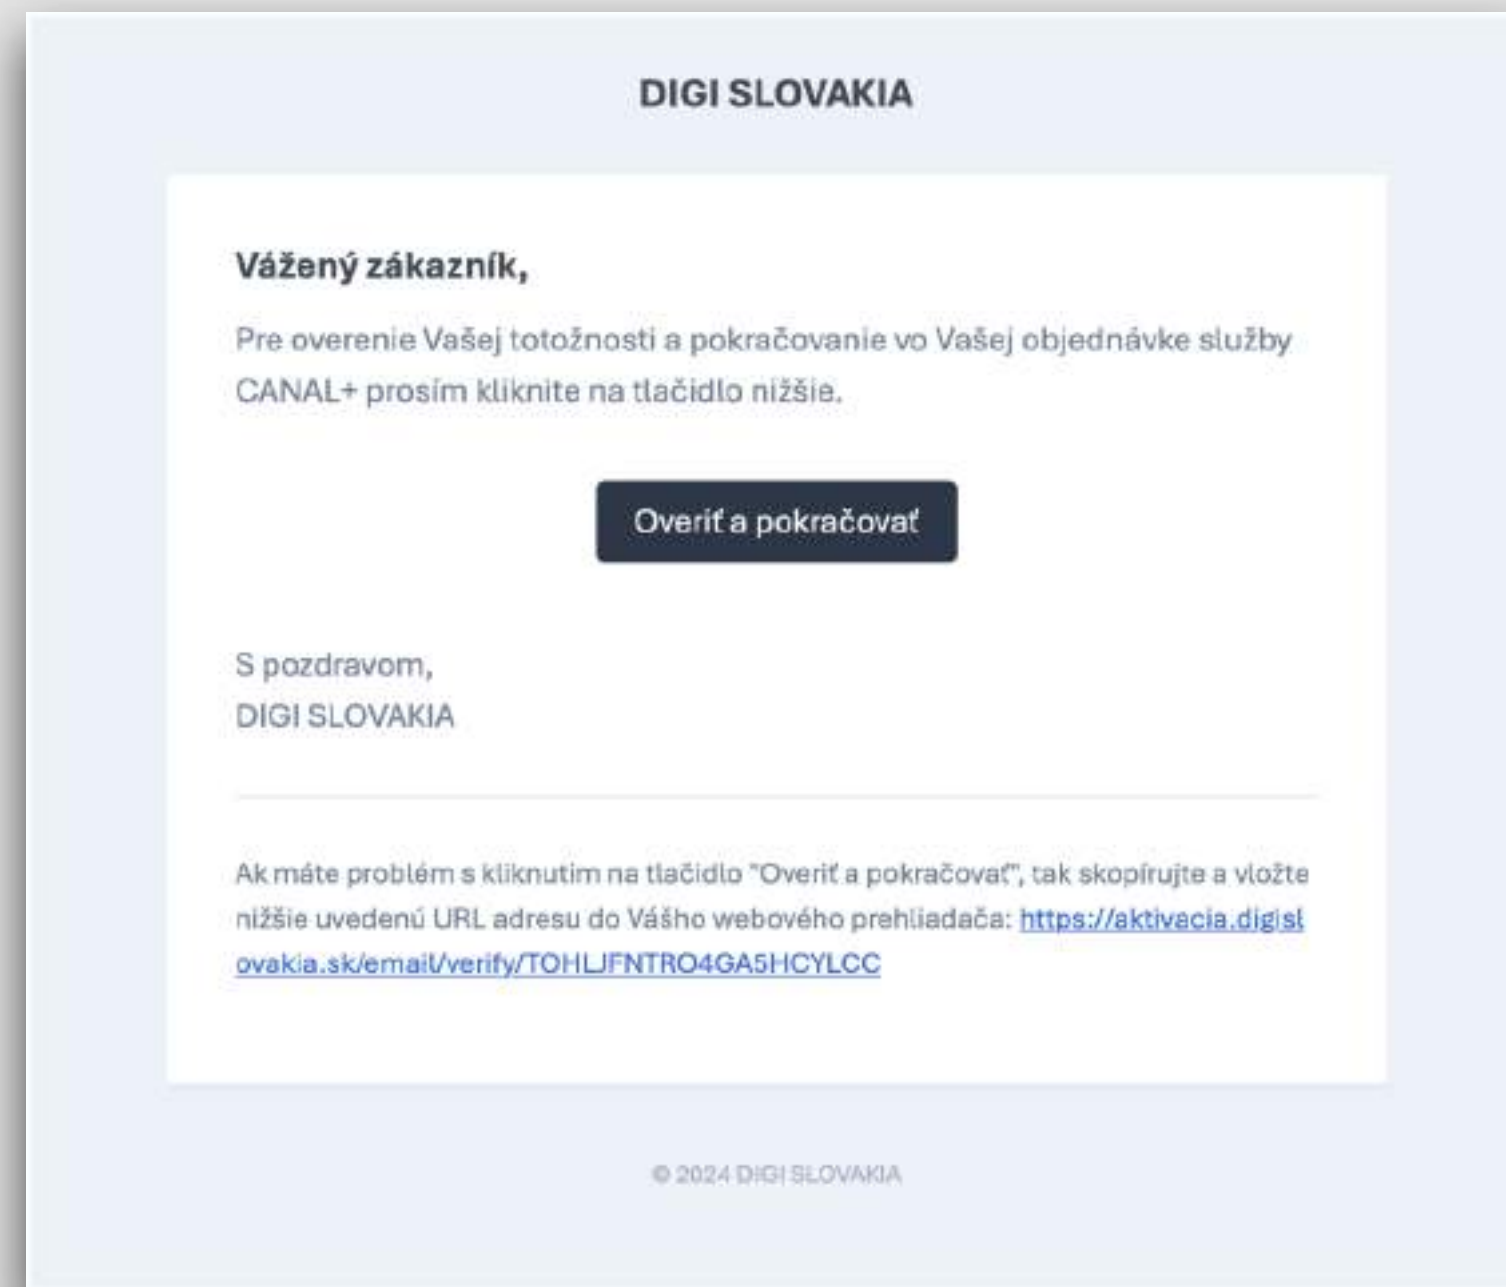 DIGI SLOVAKIA
Vážený zákazník,
Pre overenie Vašej totožnosti a pokračovanie vo Vašej objednávke služby
CANAL+ prosím kliknite na tlačidlo nižšie.
Overiť a pokračovať
S pozdravom,
DIGI SLOVAKIA
Ak máte problém s kliknutim na tlačidlo "Overiť a pokračovať", tak skopírujte a vložte
nižšie uvedenú URL adresu do Vášho webového prehliadača: https://aktivacia.digisl
ovakia.sk/email/verify/TOHLJFNTRO4GA5HCYLCC
© 2024 DIGI SLOVAKIA